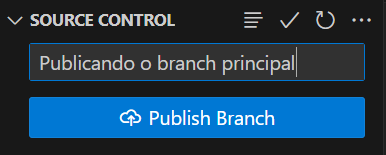 SOURCE CONTROL
Publicando o branch principal
Publish Branch